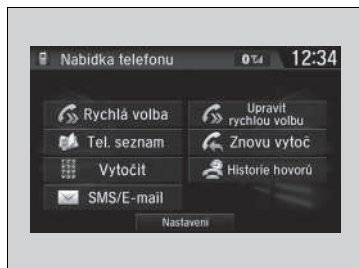 Nabídka telefonu
12:34
Rychlá volba
Upravit
rychlou volbu
Tel. seznam
Znovu vytoč
Vytočit
Historie hovorů
SMS/E-mail
Nastavení